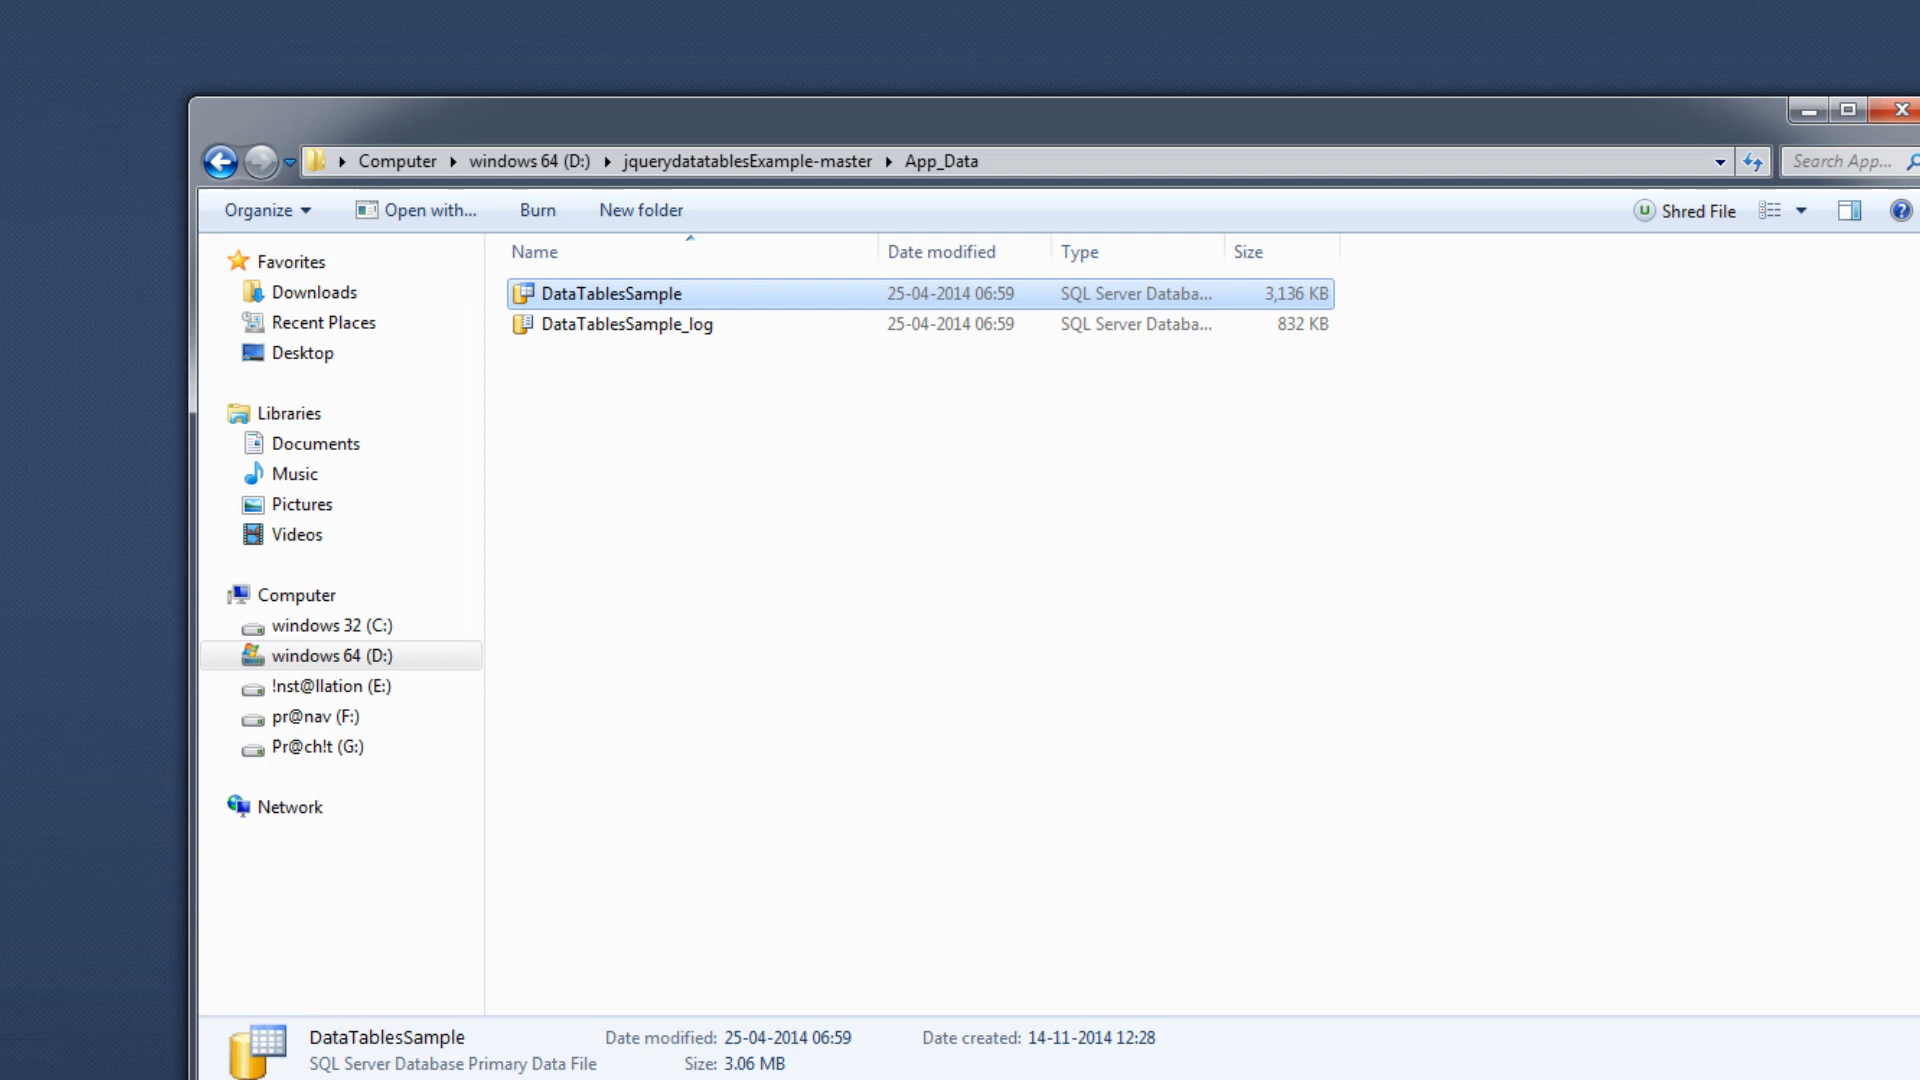 Computer windows 64 (D:) jquerydatatablesExample-master App_Data
Search App...
Organize Open with... Burn New folder Shred File
Name Date modified Type Size
DataTablesSample 25-04-2014 06:59 SQL Server Databa... 3,136 KB
DataTablesSample_log 25-04-2014 06:59 SQL Server Databa... 832 KB
Favorites
Downloads
Recent Places
Desktop
Libraries
Documents
Music
Pictures
Videos
Computer
windows 32 (C:)
windows 64 (D:)
!nst@llation (E:)
pr@nav (F:)
Pr@ch!t (G:)
Network
DataTablesSample Date modified: 25-04-2014 06:59 Date created: 14-11-2014 12:28
SQL Server Database Primary Data File Size: 3.06 MB